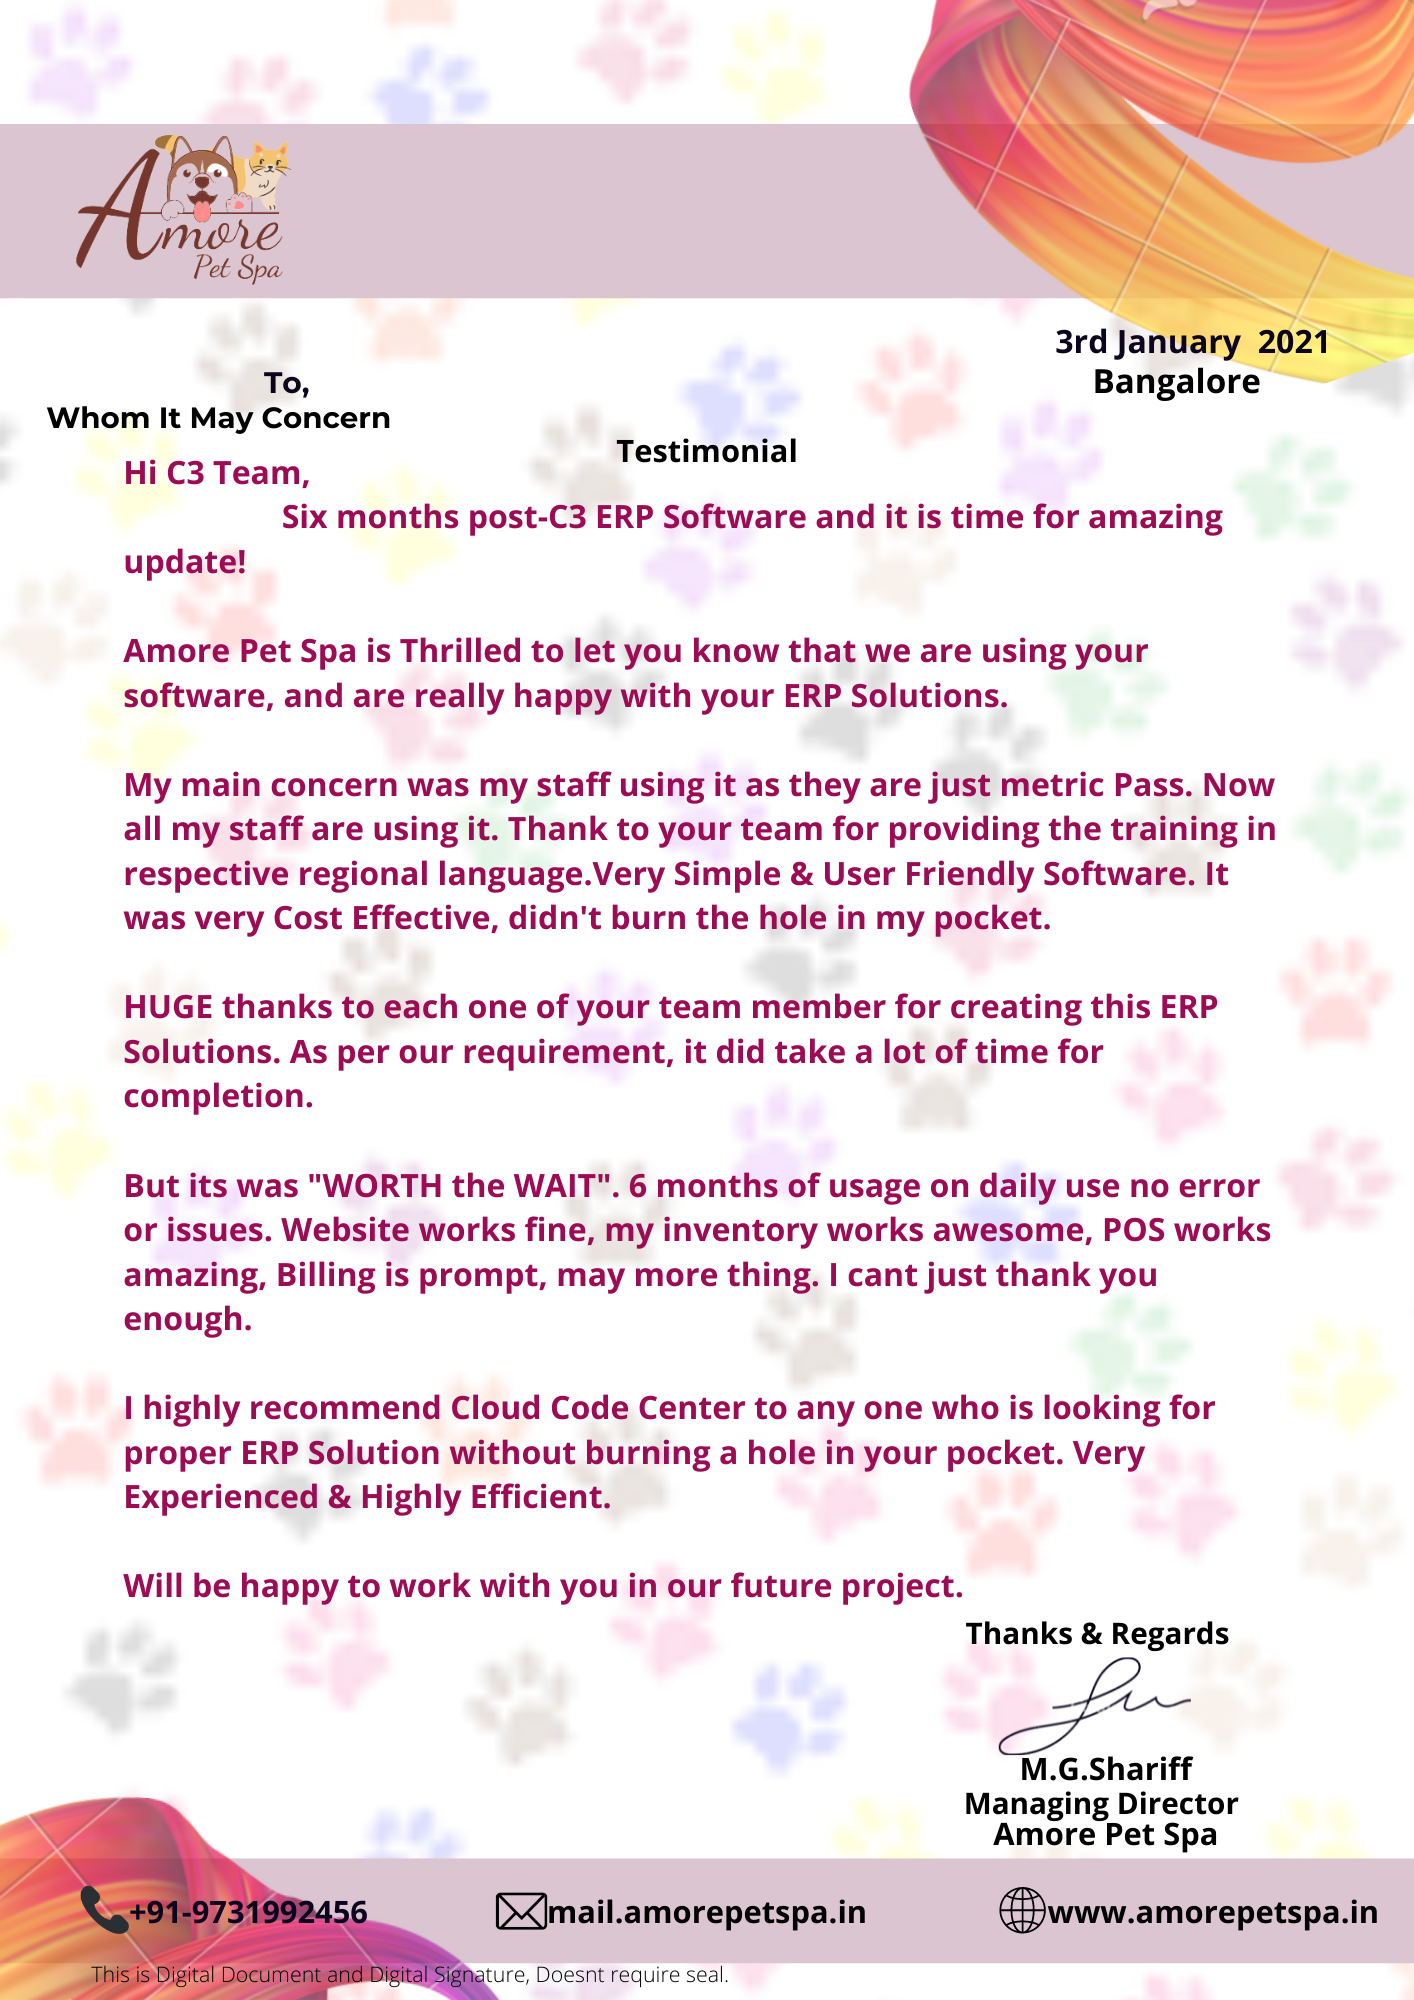 Amore
Pet Spa
3rd January  2021
Bangalore
To,
Whom It May Concern
Testimonial
Hi C3 Team,
Six months post-C3 ERP Software and it is time for amazing
update!
Amore Pet Spa is Thrilled to let you know that we are using your
software, and are really happy with your ERP Solutions.
My main concern was my staff using it as they are just metric Pass. Now
all my staff are using it. Thank to your team for providing the training in
respective regional language.Very Simple & User Friendly Software. It
was very Cost Effective, didn't burn the hole in my pocket.
HUGE thanks to each one of your team member for creating this ERP
Solutions. As per our requirement, it did take a lot of time for
completion.
But its was "WORTH the WAIT". 6 months of usage on daily use no error
or issues. Website works fine, my inventory works awesome, POS works
amazing, Billing is prompt, may more thing. I cant just thank you
enough.
I highly recommend Cloud Code Center to any one who is looking for
proper ERP Solution without burning a hole in your pocket. Very
Experienced & Highly Efficient.
Will be happy to work with you in our future project.
Thanks & Regards
M.G.Shariff
Managing Director
Amore Pet Spa
+91-9731992456
mail.amorepetspa.in
www.amorepetspa.in
This is Digital Document and Digital Signature, Doesnt require seal.